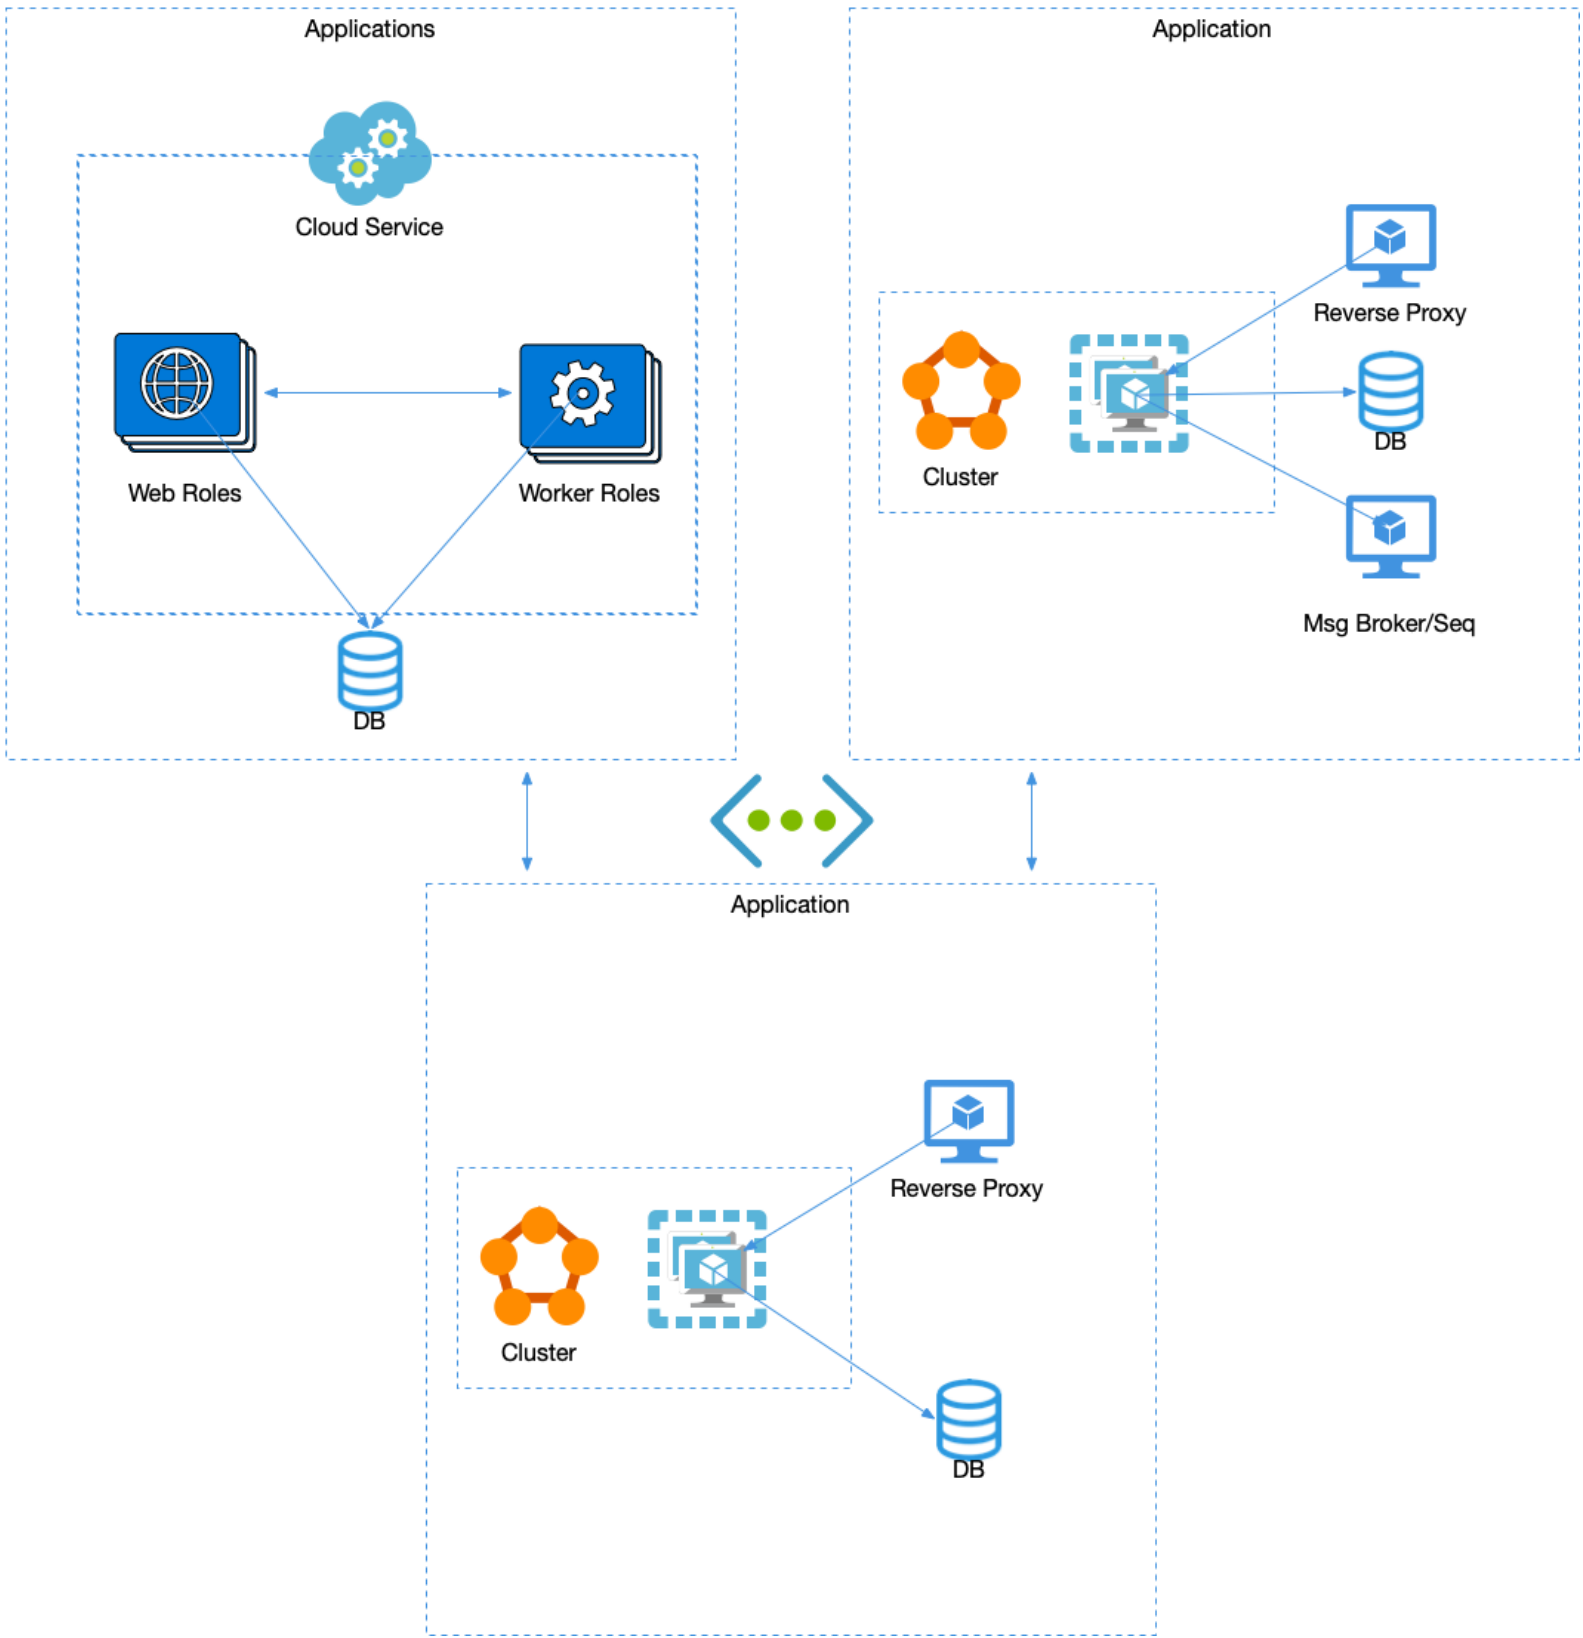 Applications
Cloud Service
Web Roles
Worker Roles
DB
Application
Reverse Proxy
Cluster
DB
Msg Broker/Seq
Application
Reverse Proxy
Cluster
DB